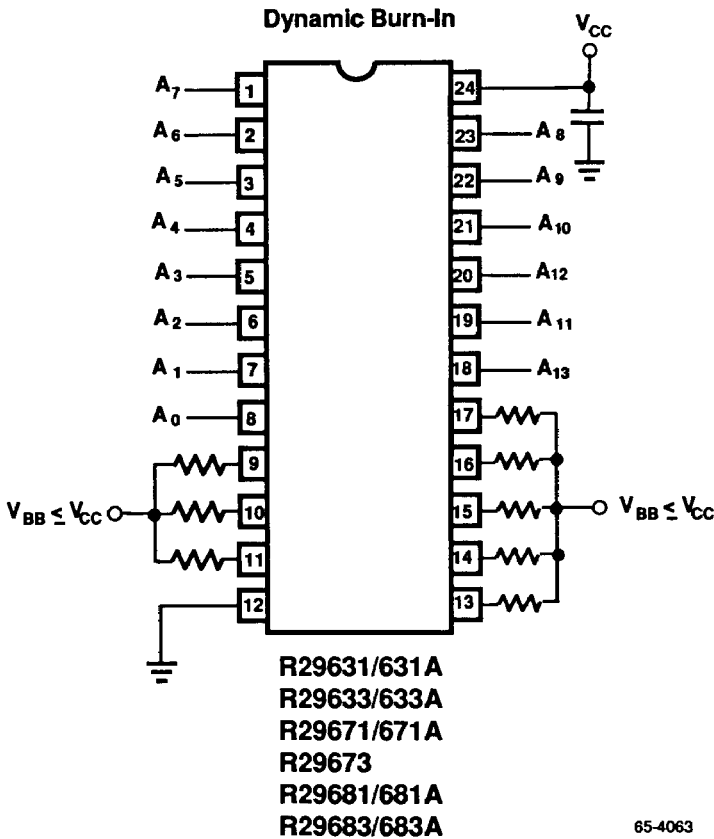 Dynamic Burn-In
VCC
A7 1 24
A6 2 23 A8
A5 3 22 A9
A4 4 21 A10
A3 5 20 A12
A2 6 19 A11
A1 7 18 A13
A0 8 17
9 16
VBB ≤ VCC 10 15 VBB ≤ VCC
11 14
12 13
R29631/631A
R29633/633A
R29671/671A
R29673
R29681/681A
R29683/683A
65-4063